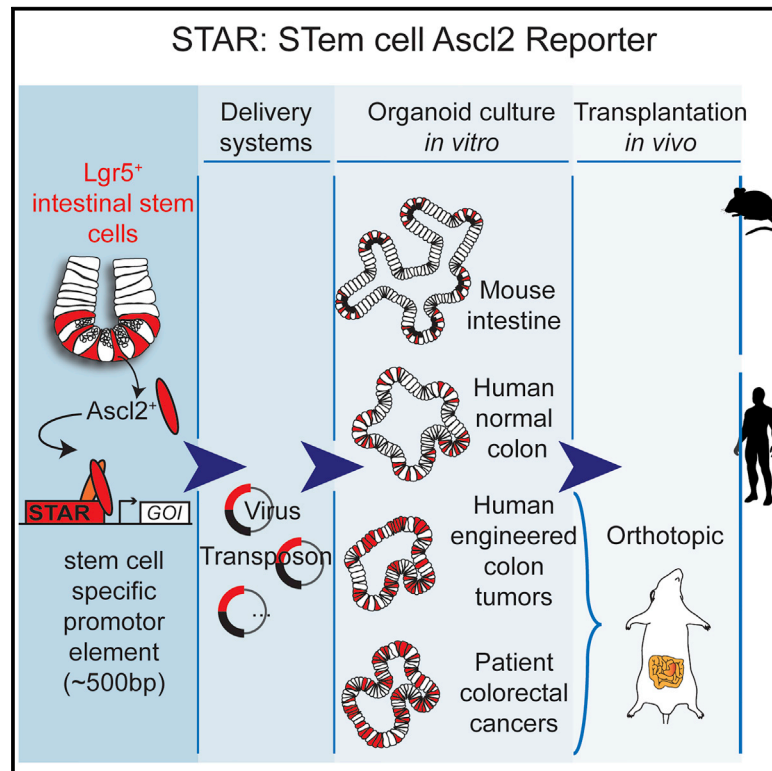 STAR: STem cell Ascl2 Reporter
Delivery
systems
Organoid culture
in vitro
Transplantation
in vivo
Lgr5+
intestinal stem
cells
Ascl2+
STAR
GOI
stem cell
specific
promotor
element
(~500bp)
Virus
Transposon
...
Mouse
intestine
Human
normal
colon
Human
engineered
colon
tumors
Patient
colorectal
cancers
Orthotopic